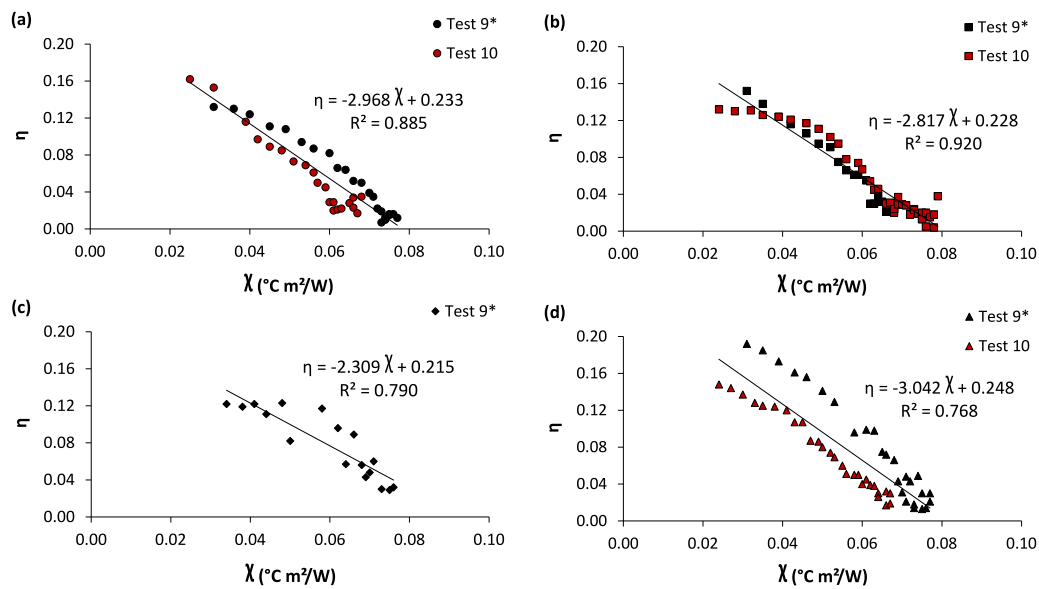 (a)
Test 9*
Test 10
η = -2.968 χ + 0.233
R² = 0.885
η
0.20
0.16
0.12
0.08
0.04
0.00
0.00 0.02 0.04 0.06 0.08 0.10
χ (°C m²/W)
(b)
Test 9*
Test 10
η = -2.817 χ + 0.228
R² = 0.920
η
0.20
0.16
0.12
0.08
0.04
0.00
0.00 0.02 0.04 0.06 0.08 0.10
χ (°C m²/W)
(c)
Test 9*
η = -2.309 χ + 0.215
R² = 0.790
η
0.20
0.16
0.12
0.08
0.04
0.00
0.00 0.02 0.04 0.06 0.08 0.10
χ (°C m²/W)
(d)
Test 9*
Test 10
η = -3.042 χ + 0.248
R² = 0.768
η
0.20
0.16
0.12
0.08
0.04
0.00
0.00 0.02 0.04 0.06 0.08 0.10
χ (°C m²/W)